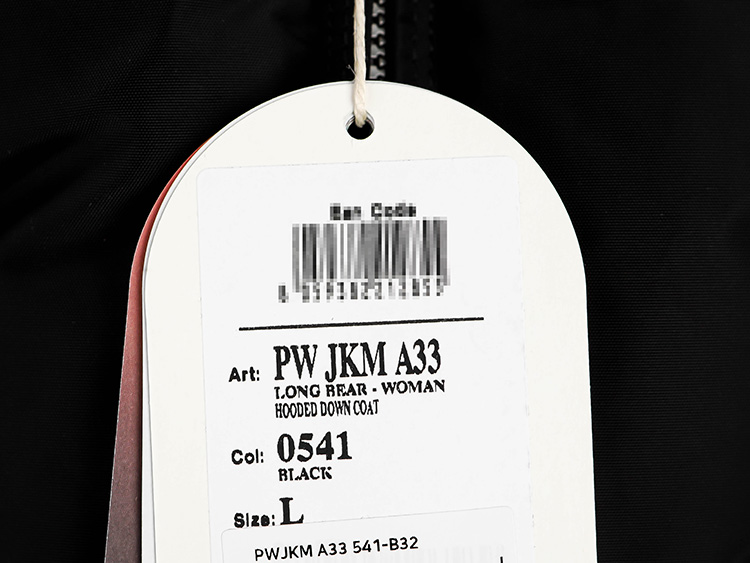 Bar Code
Art: PW JKM A33
LONG BEAR - WOMAN
HOODED DOWN COAT
Col: 0541
BLACK
Size: L
PWJKM A33 541-B32